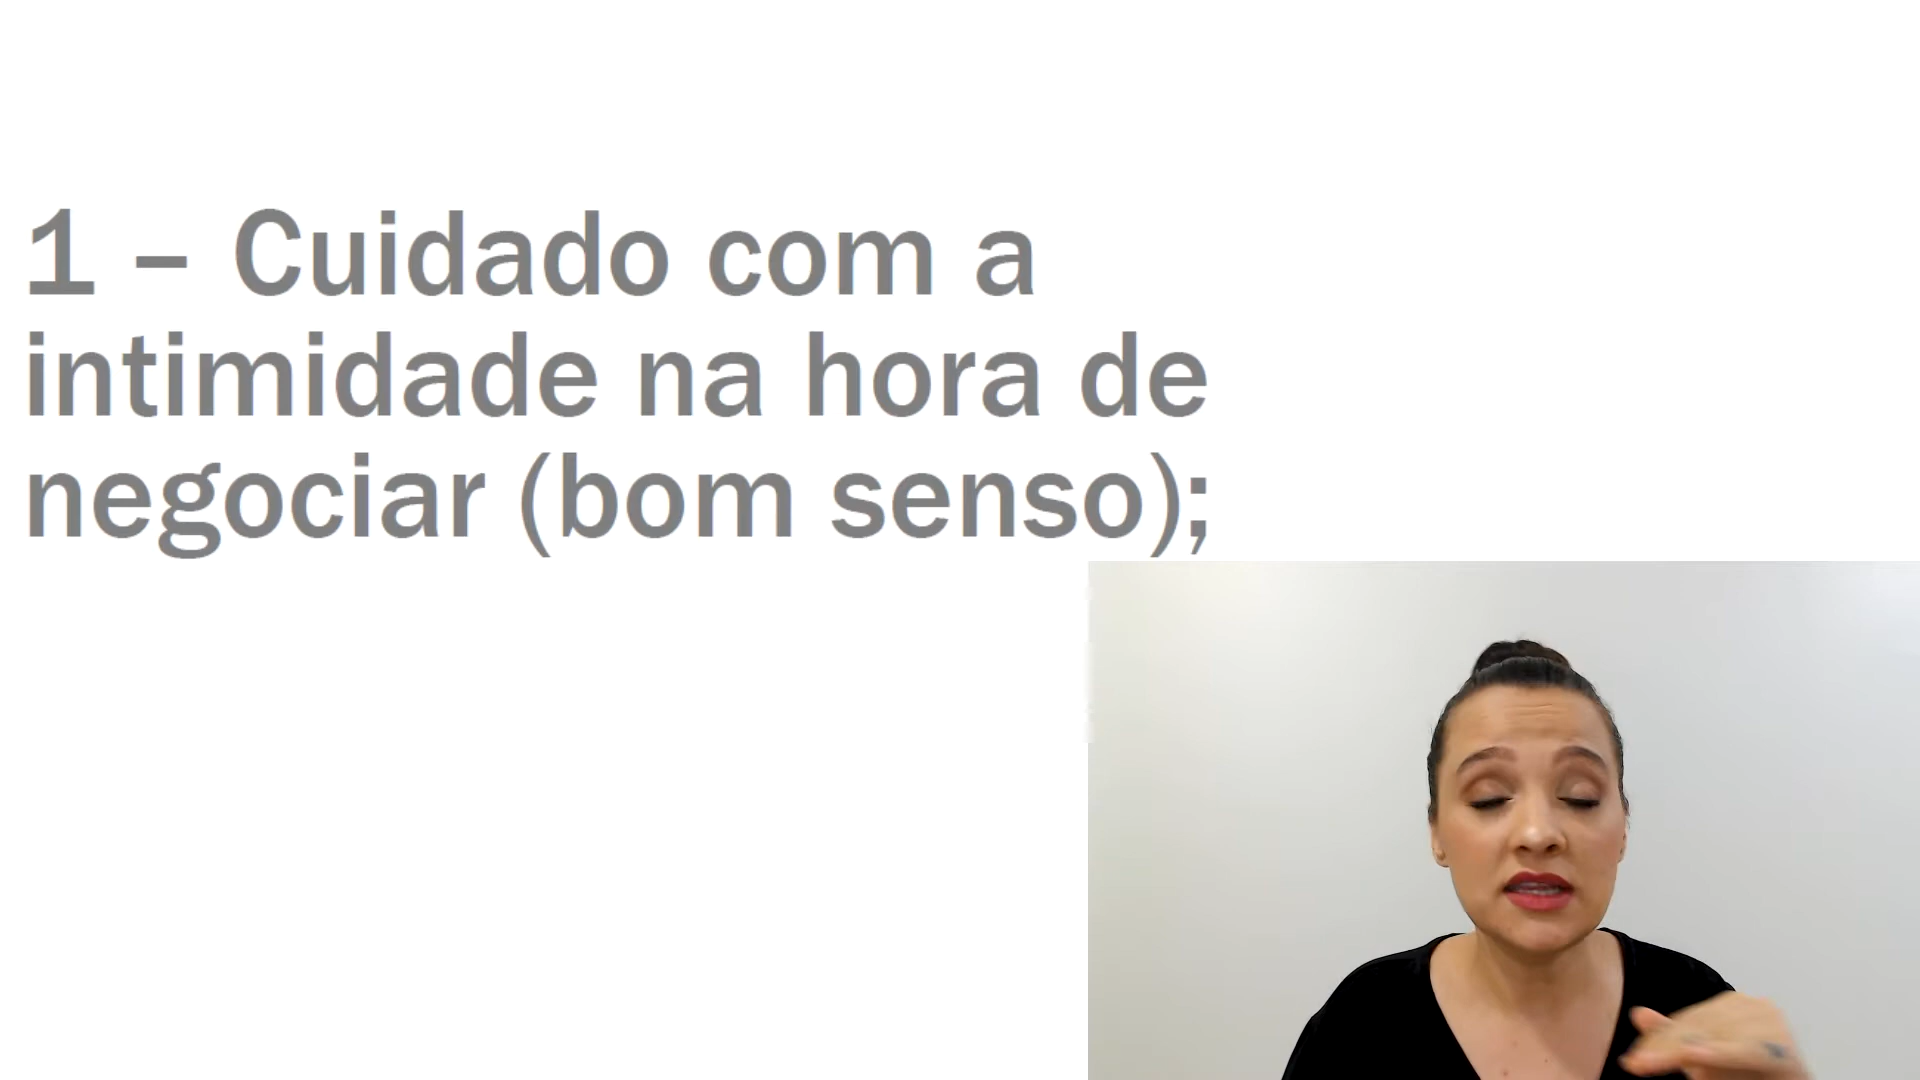 1 – Cuidado com a
intimidade na hora de
negociar (bom senso);